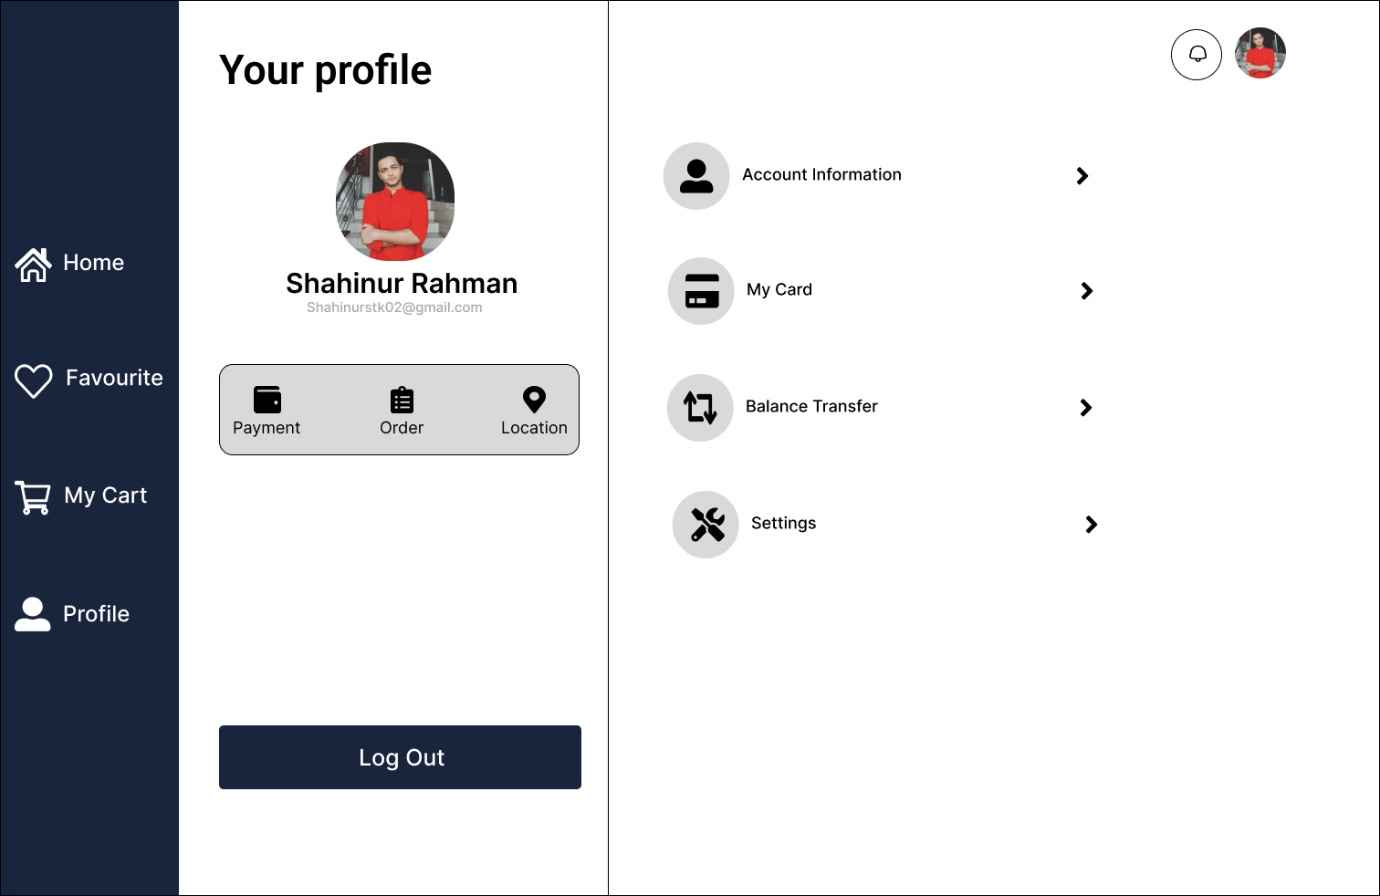 Home
Favourite
My Cart
Profile
Your profile
Shahinur Rahman
Shahinurstk02@gmail.com
Payment
Order
Location
Log Out
Account Information
My Card
Balance Transfer
Settings